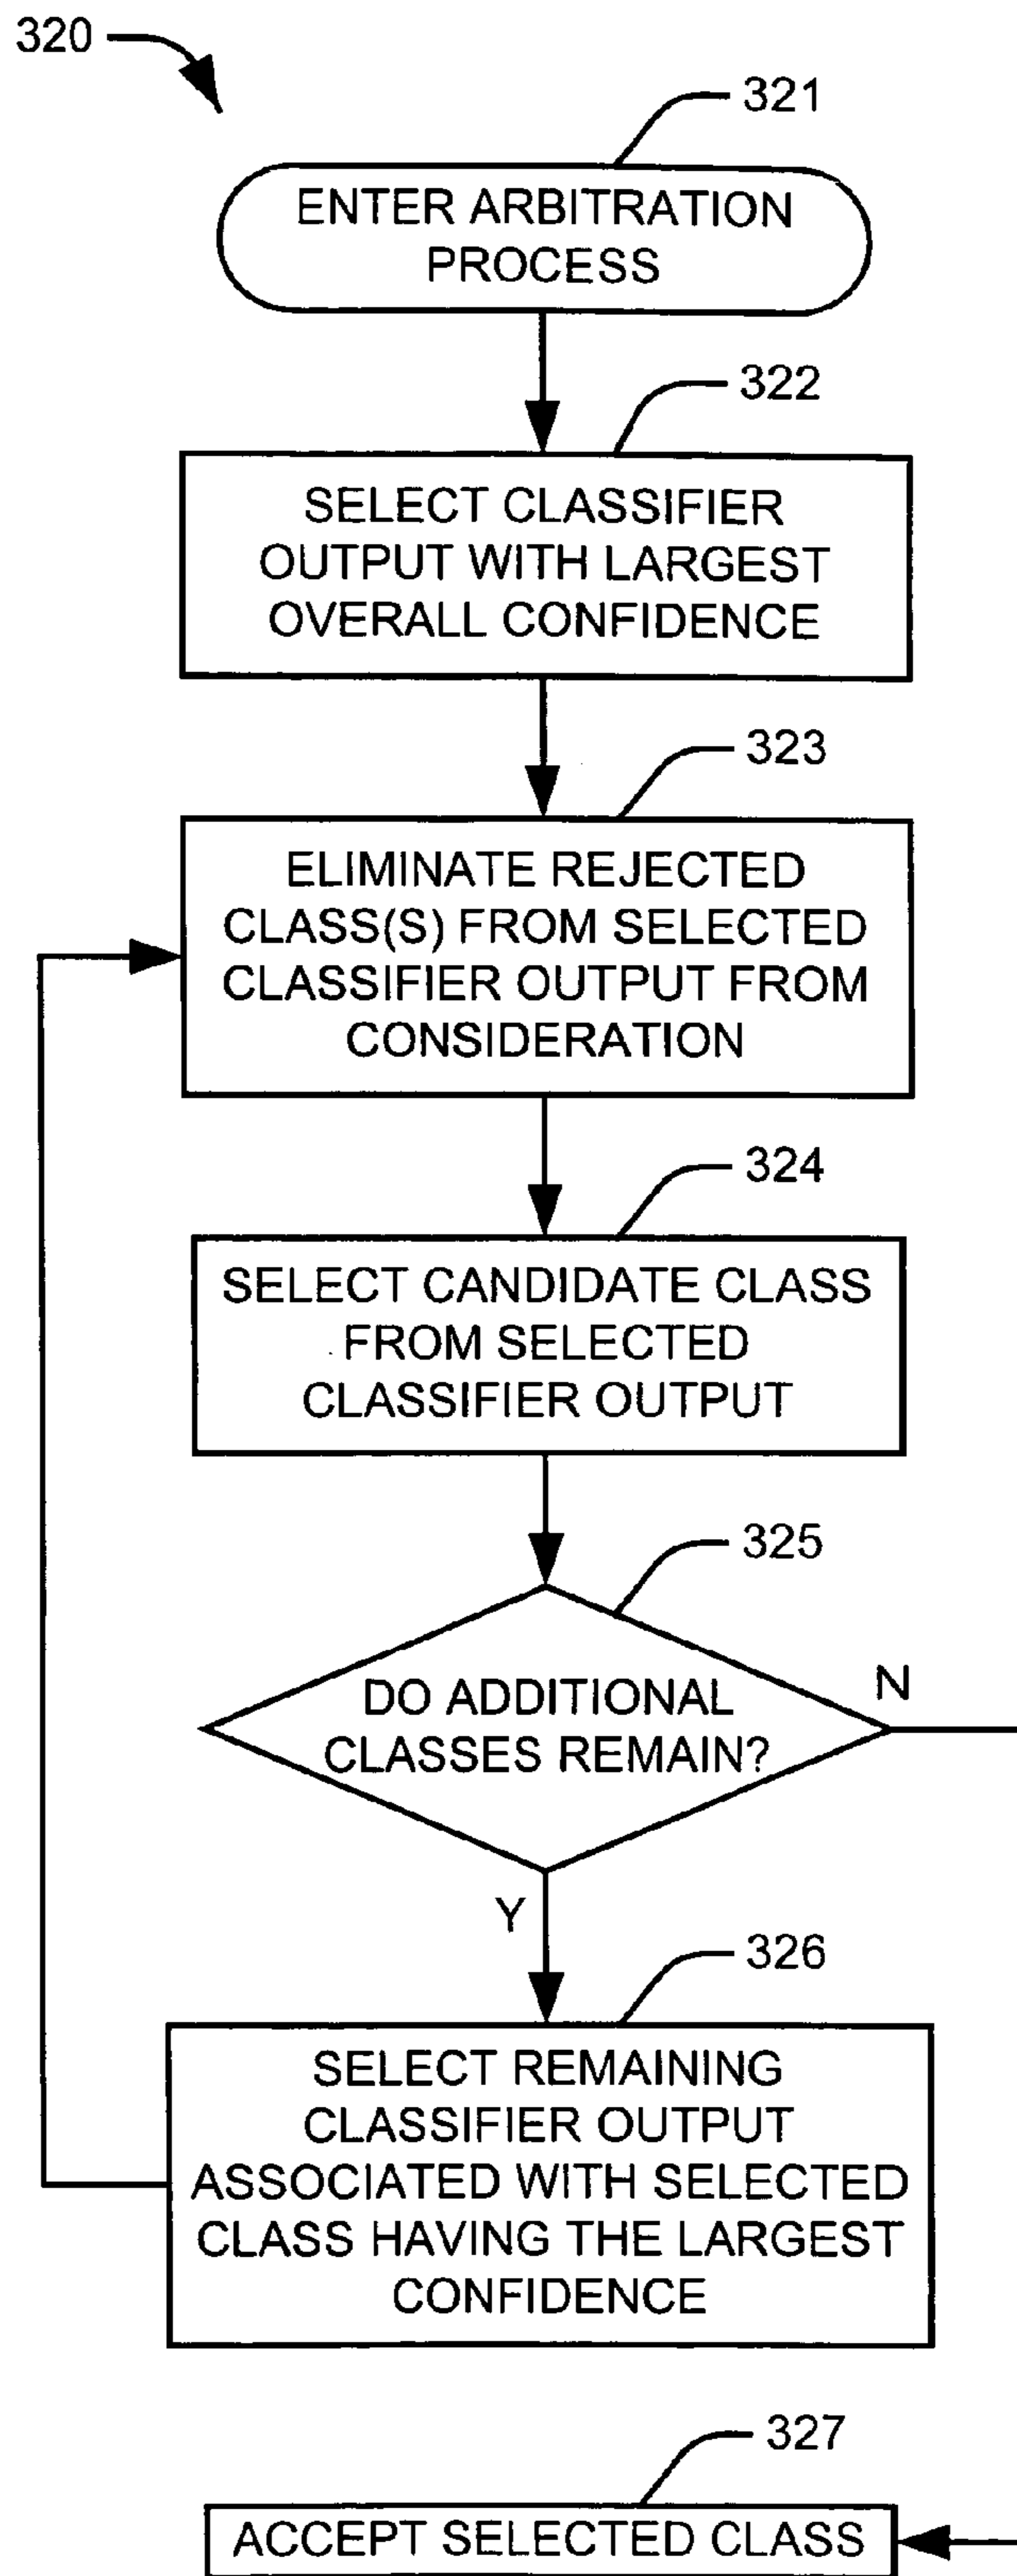 320
321
ENTER ARBITRATION
PROCESS
322
SELECT CLASSIFIER
OUTPUT WITH LARGEST
OVERALL CONFIDENCE
323
ELIMINATE REJECTED
CLASS(S) FROM SELECTED
CLASSIFIER OUTPUT FROM
CONSIDERATION
324
SELECT CANDIDATE CLASS
FROM SELECTED
CLASSIFIER OUTPUT
325
DO ADDITIONAL
CLASSES REMAIN?
N
Y
326
SELECT REMAINING
CLASSIFIER OUTPUT
ASSOCIATED WITH SELECTED
CLASS HAVING THE LARGEST
CONFIDENCE
327
ACCEPT SELECTED CLASS